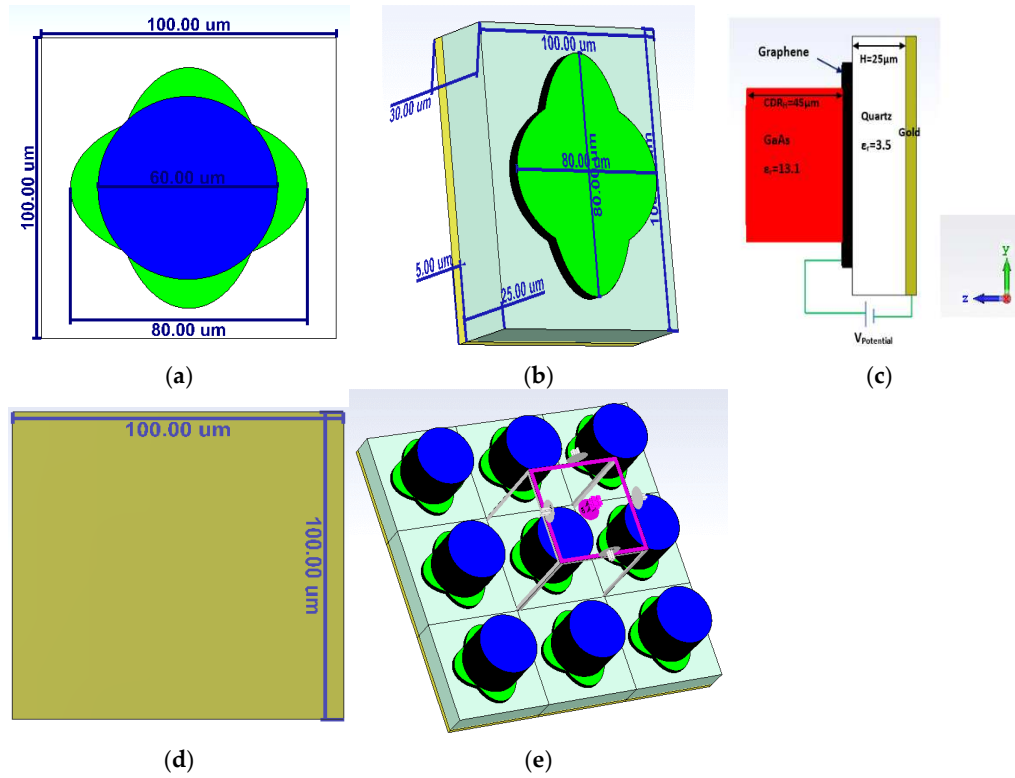 100.00 um
100.00 um
60.00 um
80.00 um
(a)
100.00 um
30.00 um
80.00 um
80.00 um
5.00 um
25.00 um
(b)
Graphene
H=25μm
CDRH=45μm
GaAs
εr=13.1
Quartz
εr=3.5
Gold
VPotential
y
z
x
(c)
100.00 um
100.00 um
(d)
(e)